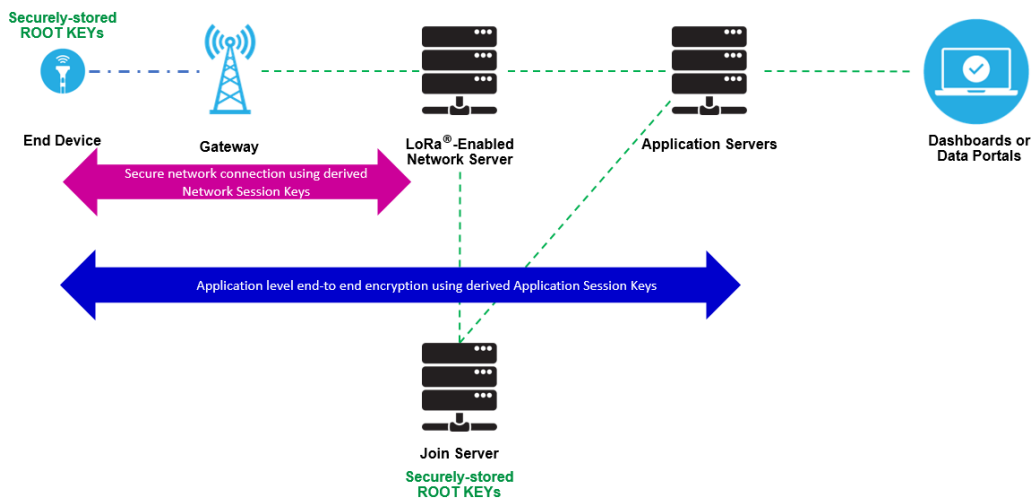 Securely-stored
ROOT KEYs
End Device
Gateway
LoRa®-Enabled
Network Server
Application Servers
Dashboards or
Data Portals
Secure network connection using derived
Network Session Keys
Application level end-to end encryption using derived Application Session Keys
Join Server
Securely-stored
ROOT KEYs